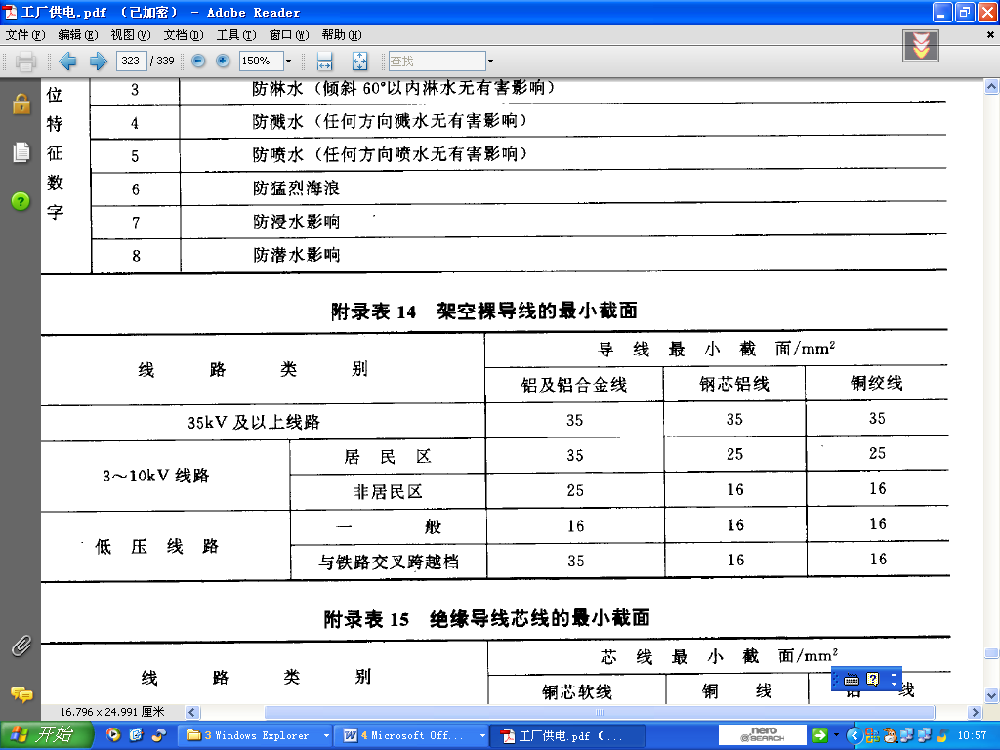 工厂供电.pdf （已加密） - Adobe Reader
文件(F) 编辑(E) 视图(V) 文档(D) 工具(T) 窗口(W) 帮助(H)
323 / 339 150% 查找
位特征数字
3 防淋水（倾斜60°以内淋水无有害影响）
4 防溅水（任何方向溅水无有害影响）
5 防喷水（任何方向喷水无有害影响）
6 防猛烈海浪
7 防浸水影响
8 防潜水影响
附录表 14 架空裸导线的最小截面
线路类别 导线最小截面/mm²
铝及铝合金线 钢芯铝线 铜绞线
35kV 及以上线路 35 35 35
3～10kV 线路 居民区 35 25 25
非居民区 25 16 16
低压线路 一般 16 16 16
与铁路交叉跨越档 35 16 16
附录表 15 绝缘导线芯线的最小截面
线路类别 芯线最小截面/mm²
铜芯软线 铜线 线
16.796 x 24.991 厘米
开始 3 Windows Explorer 4 Microsoft Off... 工厂供电.pdf (... nero SEARCH 10:57